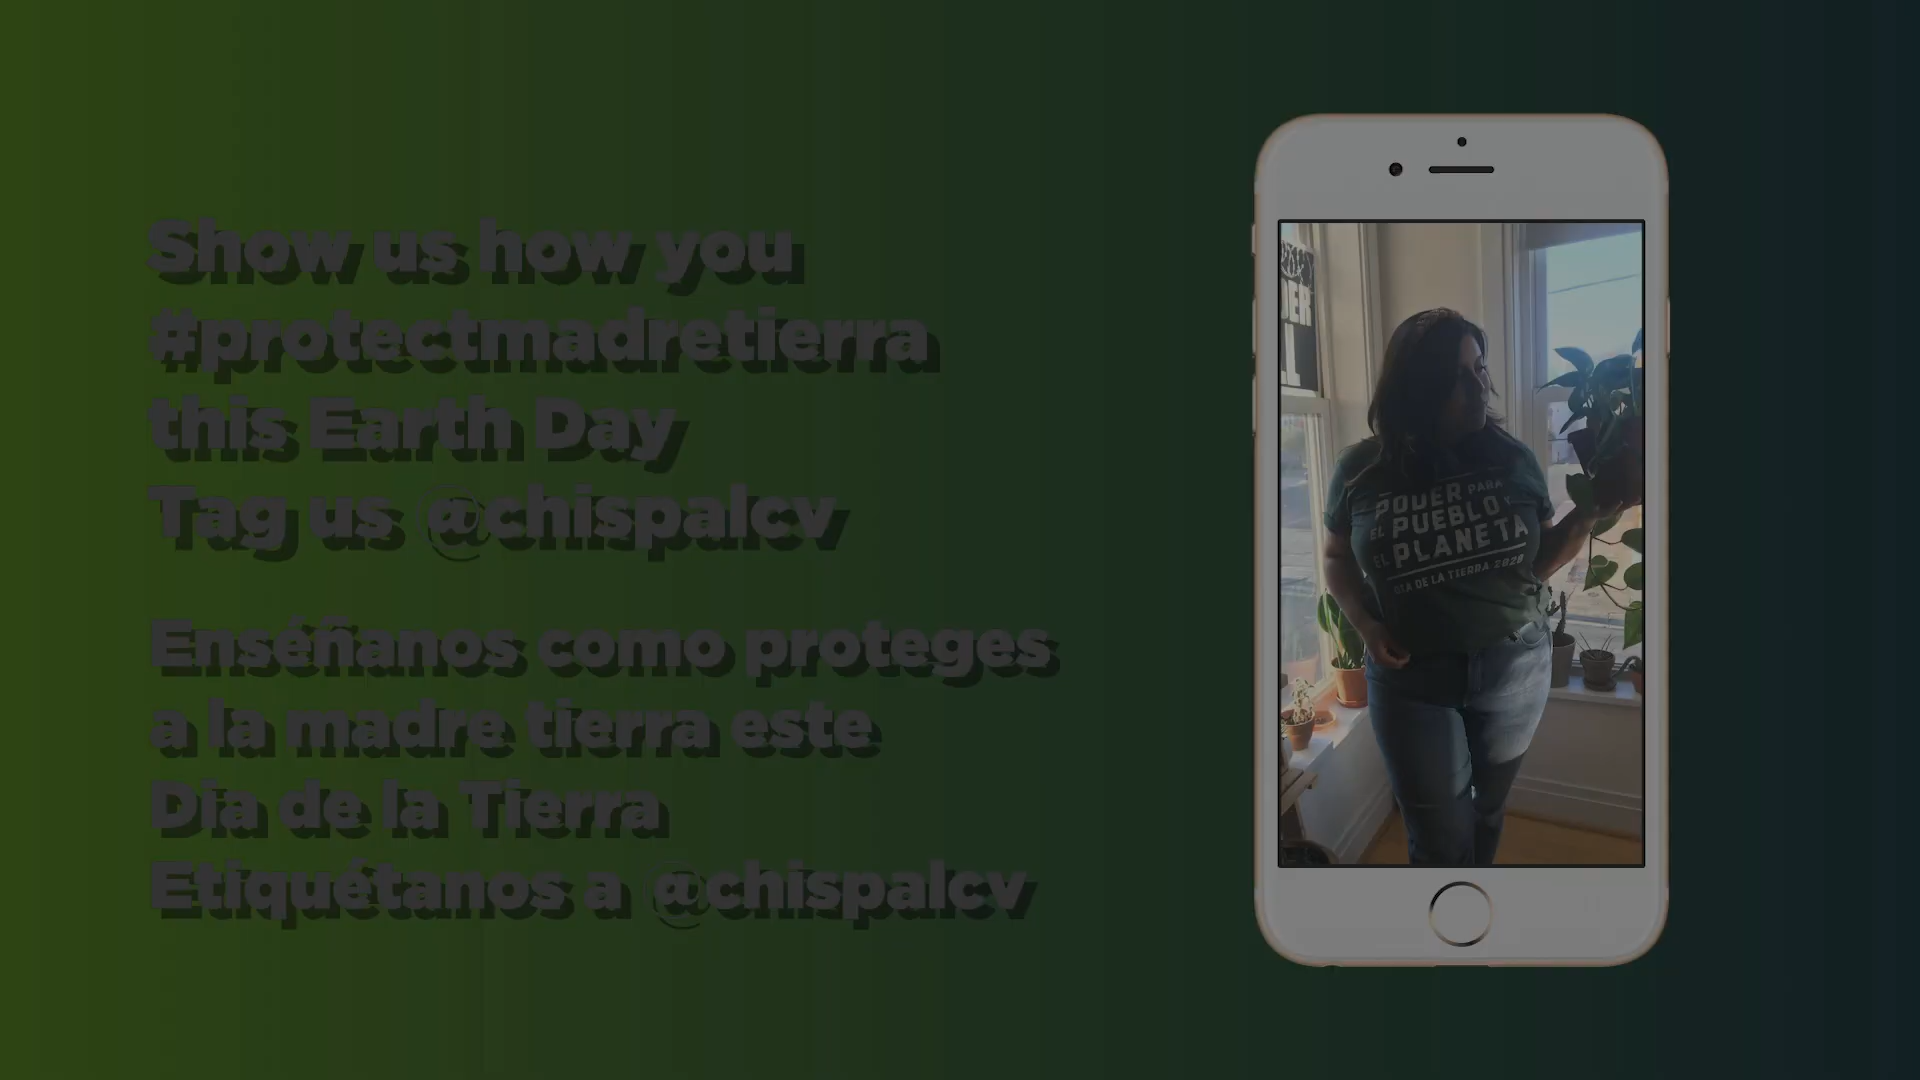 Show us how you
#protectmadretierra
this Earth Day
Tag us @chispalcv
Enséñanos como proteges
a la madre tierra este
Dia de la Tierra
Etiquétanos a @chispalcv
PODER PARA
EL PUEBLO Y
EL PLANETA
DIA DE LA TIERRA 2020